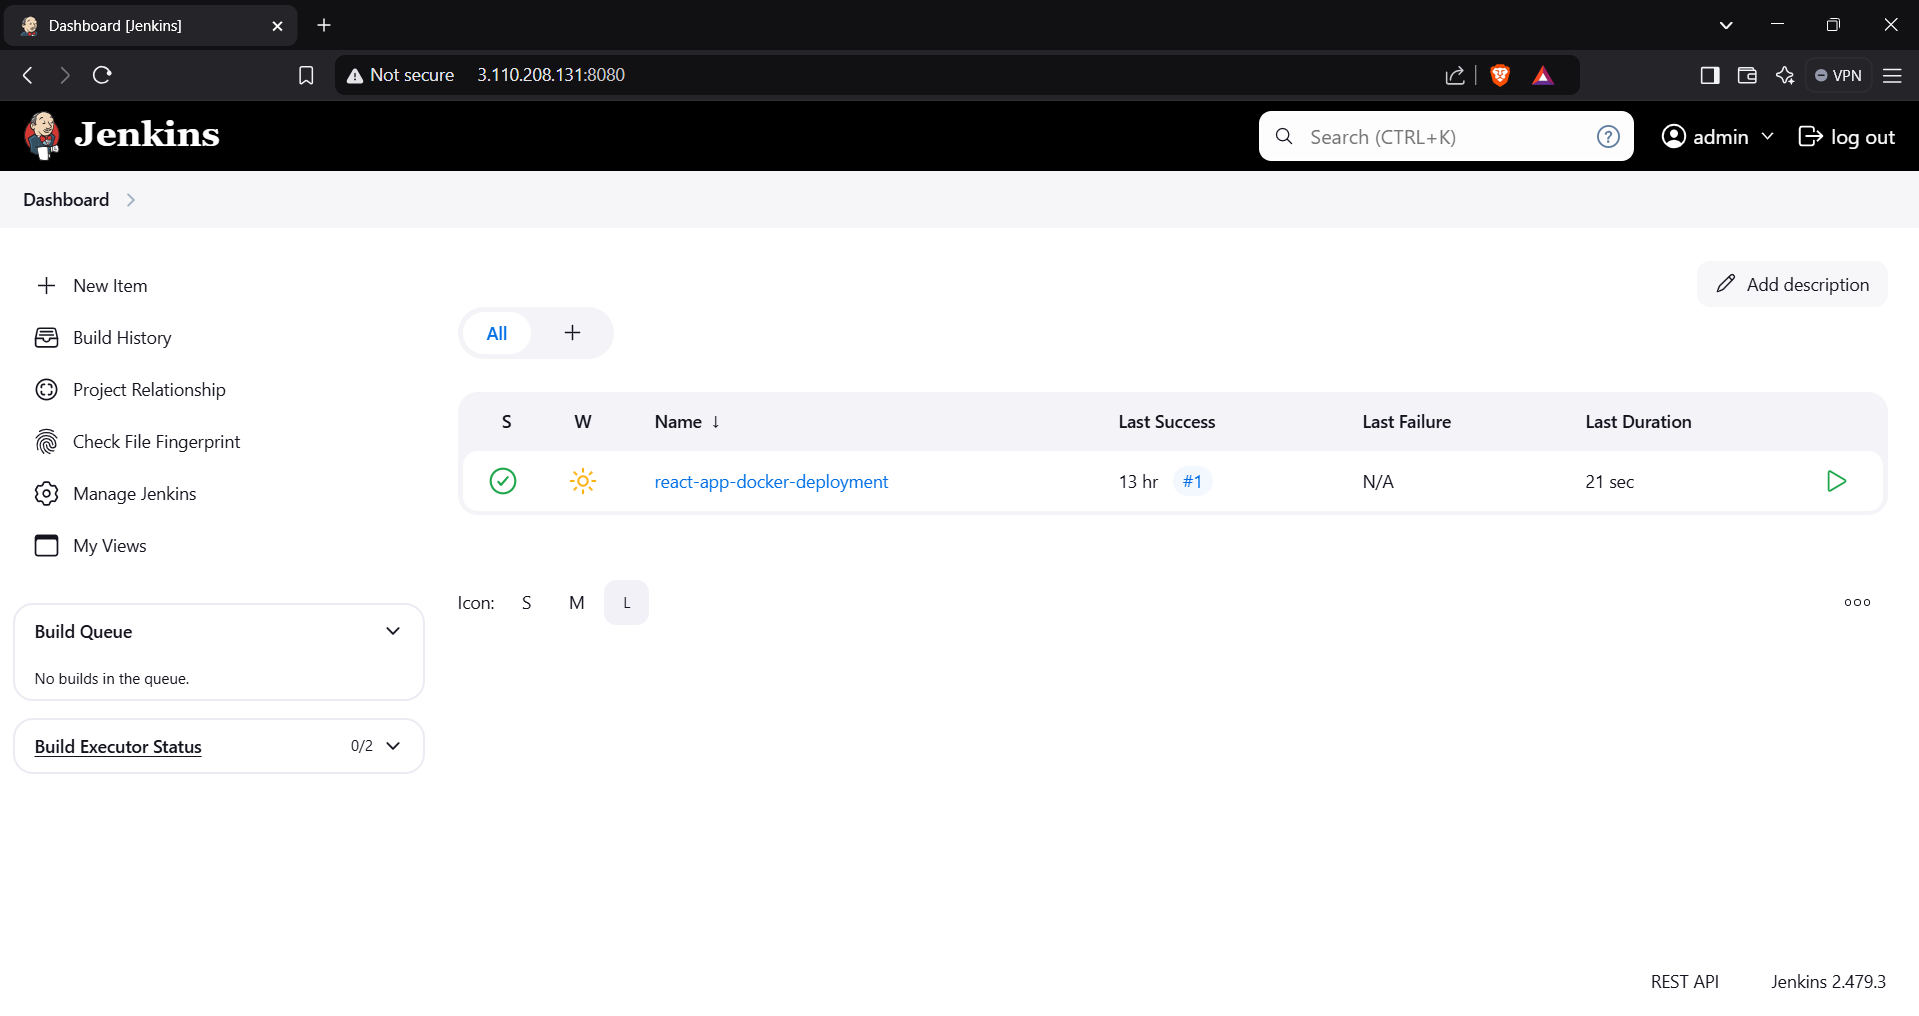 Dashboard [Jenkins]
Not secure 3.110.208.131:8080
VPN
Jenkins
Search (CTRL+K)
?
admin
log out
Dashboard
New Item
Build History
Project Relationship
Check File Fingerprint
Manage Jenkins
My Views
Build Queue
No builds in the queue.
Build Executor Status 0/2
Add description
All +
S W Name ↓ Last Success Last Failure Last Duration
react-app-docker-deployment 13 hr #1 N/A 21 sec
Icon: S M L
REST API Jenkins 2.479.3